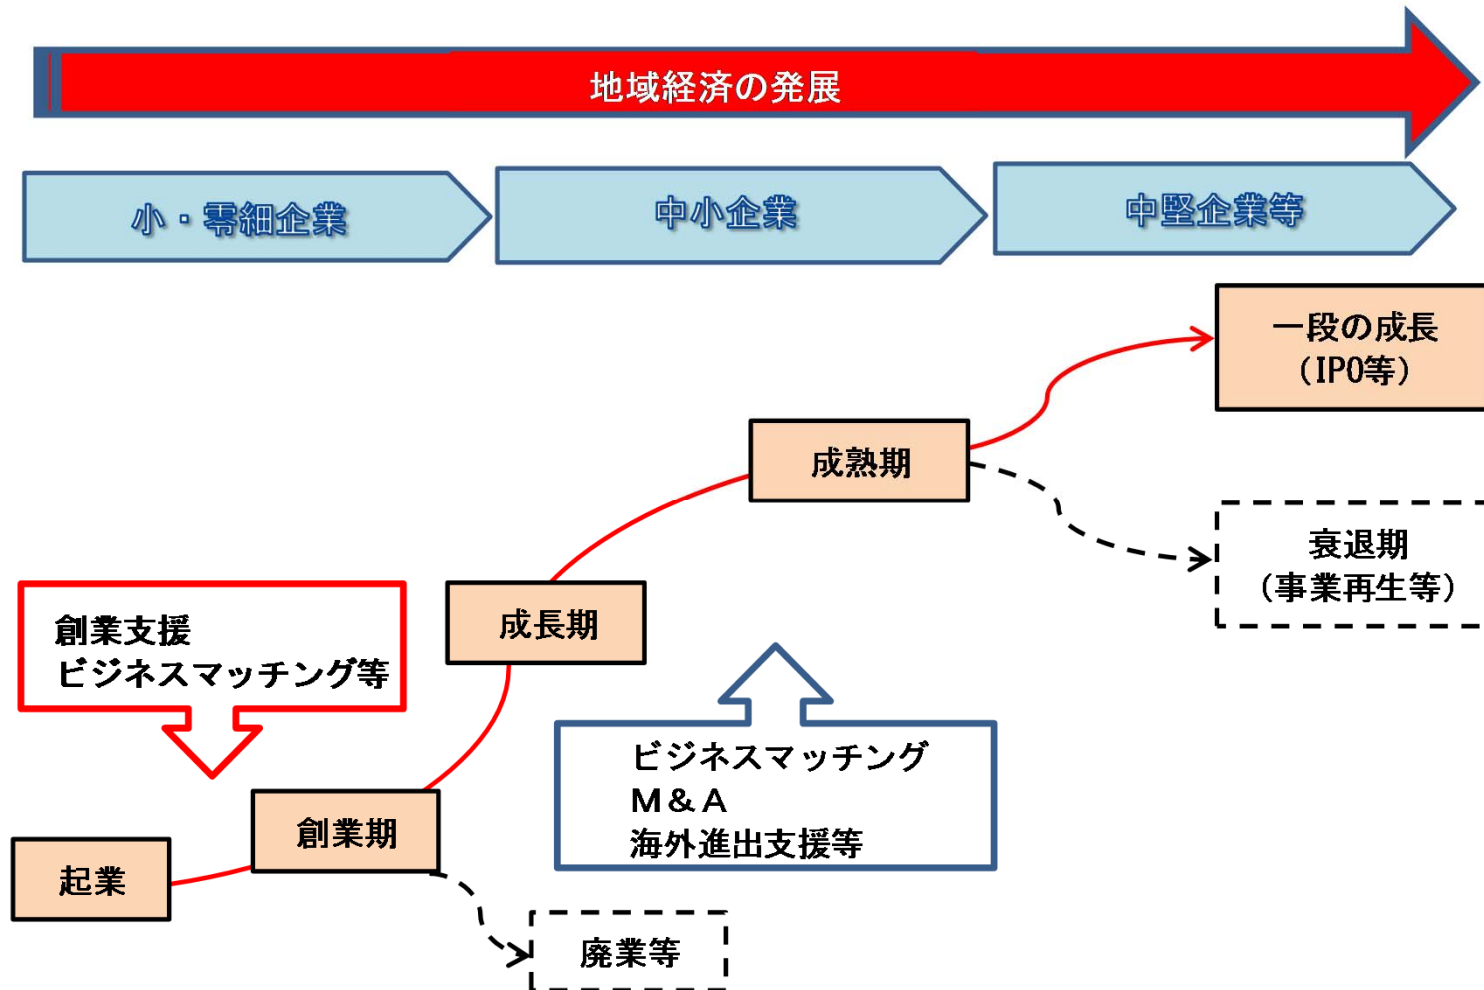 地域経済の発展
小・零細企業
中小企業
中堅企業等
一段の成長
（IPO等）
成熟期
衰退期
（事業再生等）
成長期
創業支援
ビジネスマッチング等
ビジネスマッチング
Ｍ＆Ａ
海外進出支援等
創業期
起業
廃業等